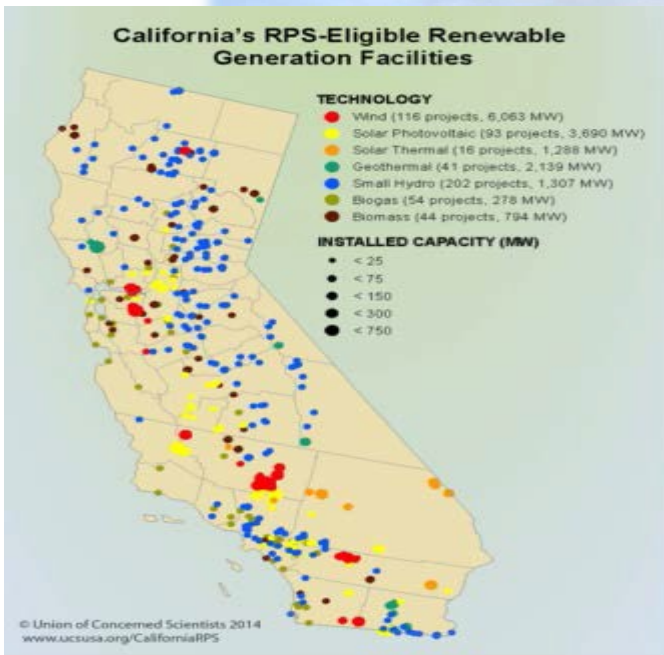 California's RPS-Eligible Renewable
Generation Facilities
TECHNOLOGY
Wind (116 projects, 6,063 MW)
Solar Photovoltaic (93 projects, 3,690 MW)
Solar Thermal (16 projects, 1,288 MW)
Geothermal (41 projects, 2,139 MW)
Small Hydro (202 projects, 1,307 MW)
Biogas (54 projects, 278 MW)
Biomass (44 projects, 794 MW)
INSTALLED CAPACITY (MW)
< 25
< 75
< 150
< 300
< 750
© Union of Concerned Scientists 2014
www.ucsusa.org/CaliforniaRPS